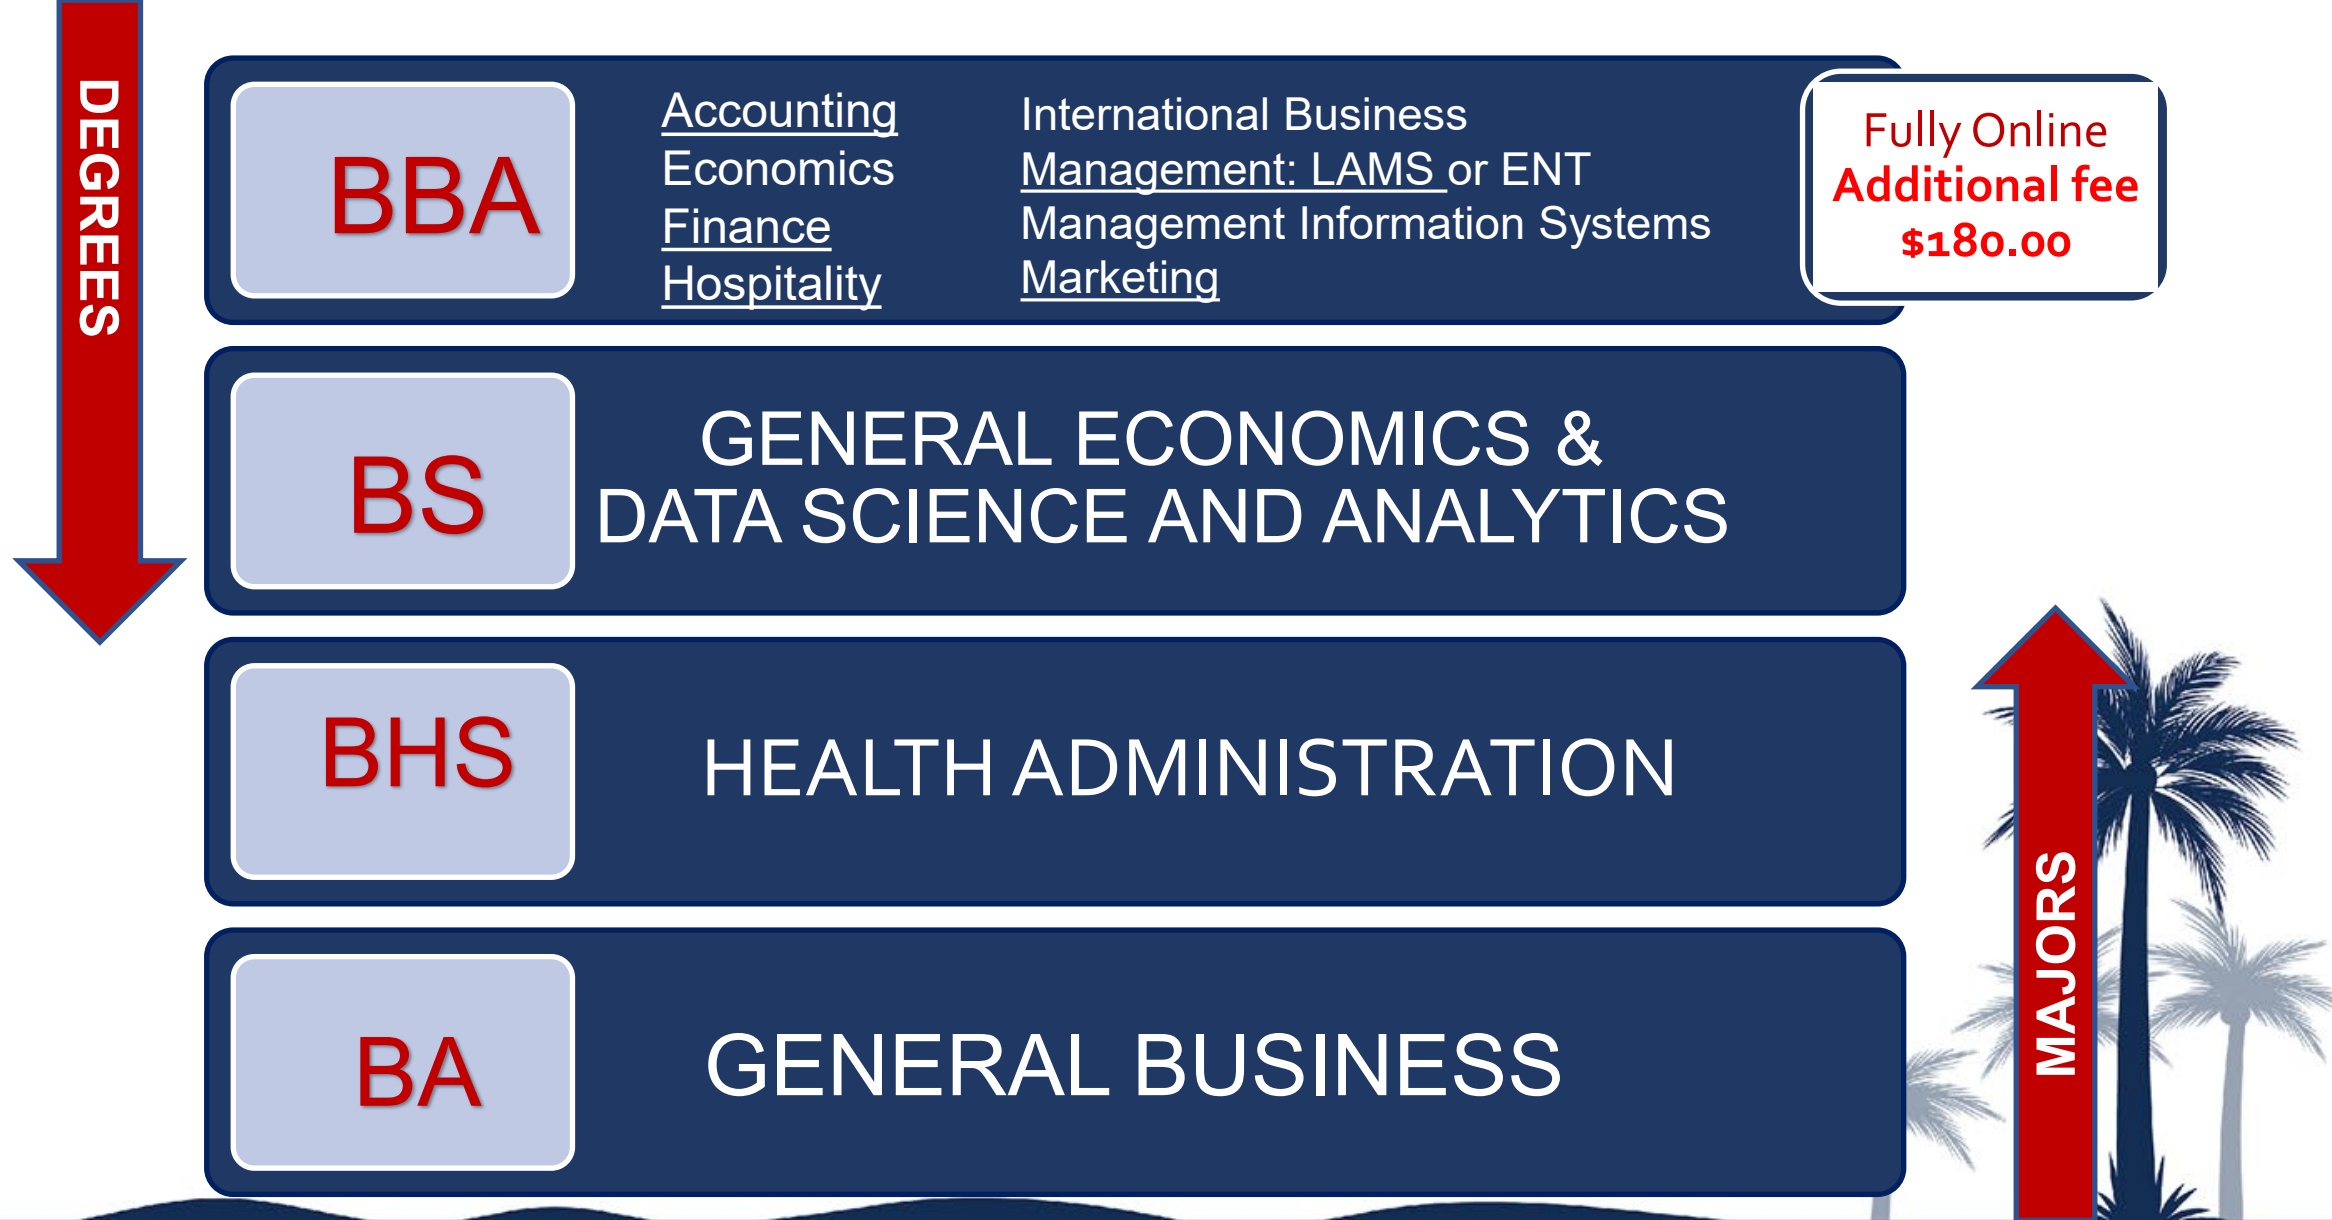 DEGREES
BBA
Accounting
Economics
Finance
Hospitality
International Business
Management: LAMS or ENT
Management Information Systems
Marketing
Fully Online
Additional fee
$180.00
BS
GENERAL ECONOMICS &
DATA SCIENCE AND ANALYTICS
BHS
HEALTH ADMINISTRATION
BA
GENERAL BUSINESS
MAJORS